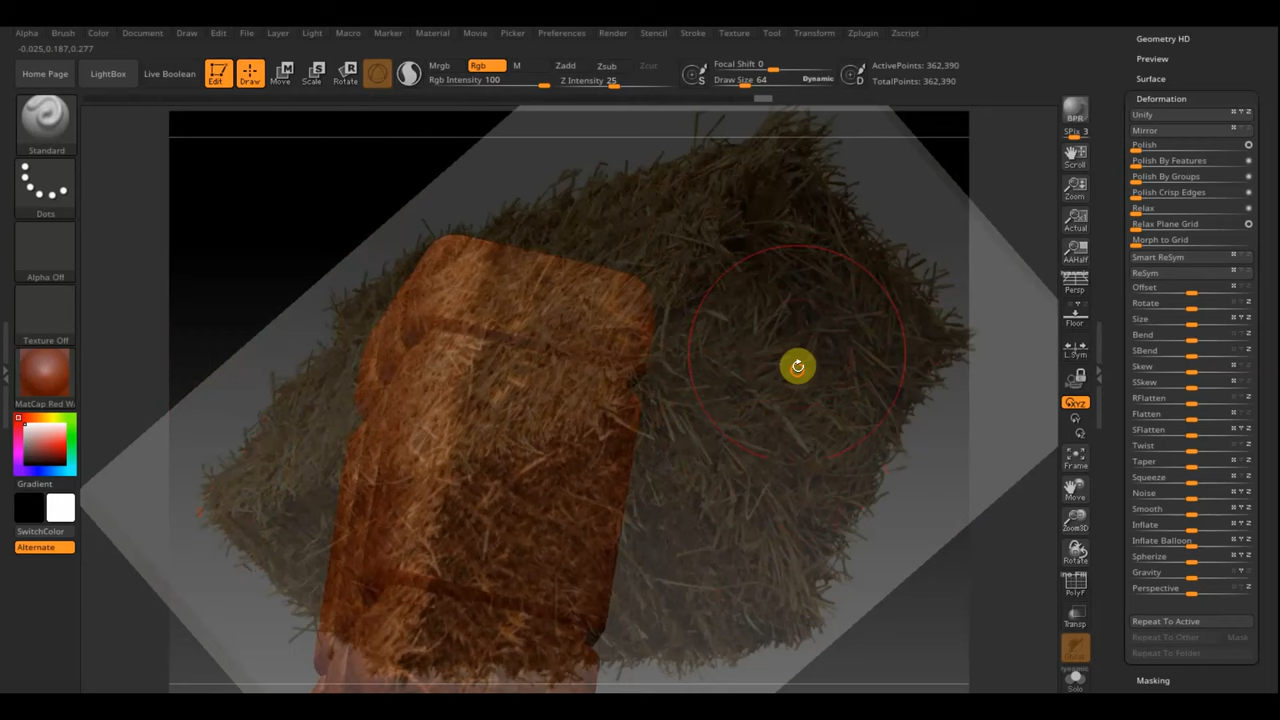 Alpha Brush Color Document Draw Edit File Layer Light Macro Marker Material Movie Picker Preferences Render Stencil Stroke Texture Tool Transform Zplugin Zscript
-0.025,0.187,0.277
Home Page LightBox Live Boolean Edit Draw Move Scale Rotate
Mrgb Rgb M Zadd Zsub Zcut
Rgb Intensity 100 Z Intensity 25
S Focal Shift 0
Draw Size 64 Dynamic D
ActivePoints: 362,390
TotalPoints: 362,390
Standard
Dots
Alpha Off
Texture Off
MatCap Red W
Gradient
SwitchColor
Alternate
BPR
SPix 3
Scroll
Zoom
Actual
AAHalf
Persp
Floor
L.Sym
XYZ
Frame
Move
Zoom3D
Rotate
PolyF
Transp
Solo
Geometry HD
Preview
Surface
Deformation
Unify
Mirror
Polish
Polish By Features
Polish By Groups
Polish Crisp Edges
Relax
Relax Plane Grid
Morph to Grid
Smart ReSym
ReSym
Offset
Rotate
Size
Bend
SBend
Skew
SSkew
RFlatten
Flatten
SFlatten
Twist
Taper
Squeeze
Noise
Smooth
Inflate
Inflate Balloon
Spherize
Gravity
Perspective
Repeat To Active
Repeat To Other Mask
Repeat To Folder
Masking